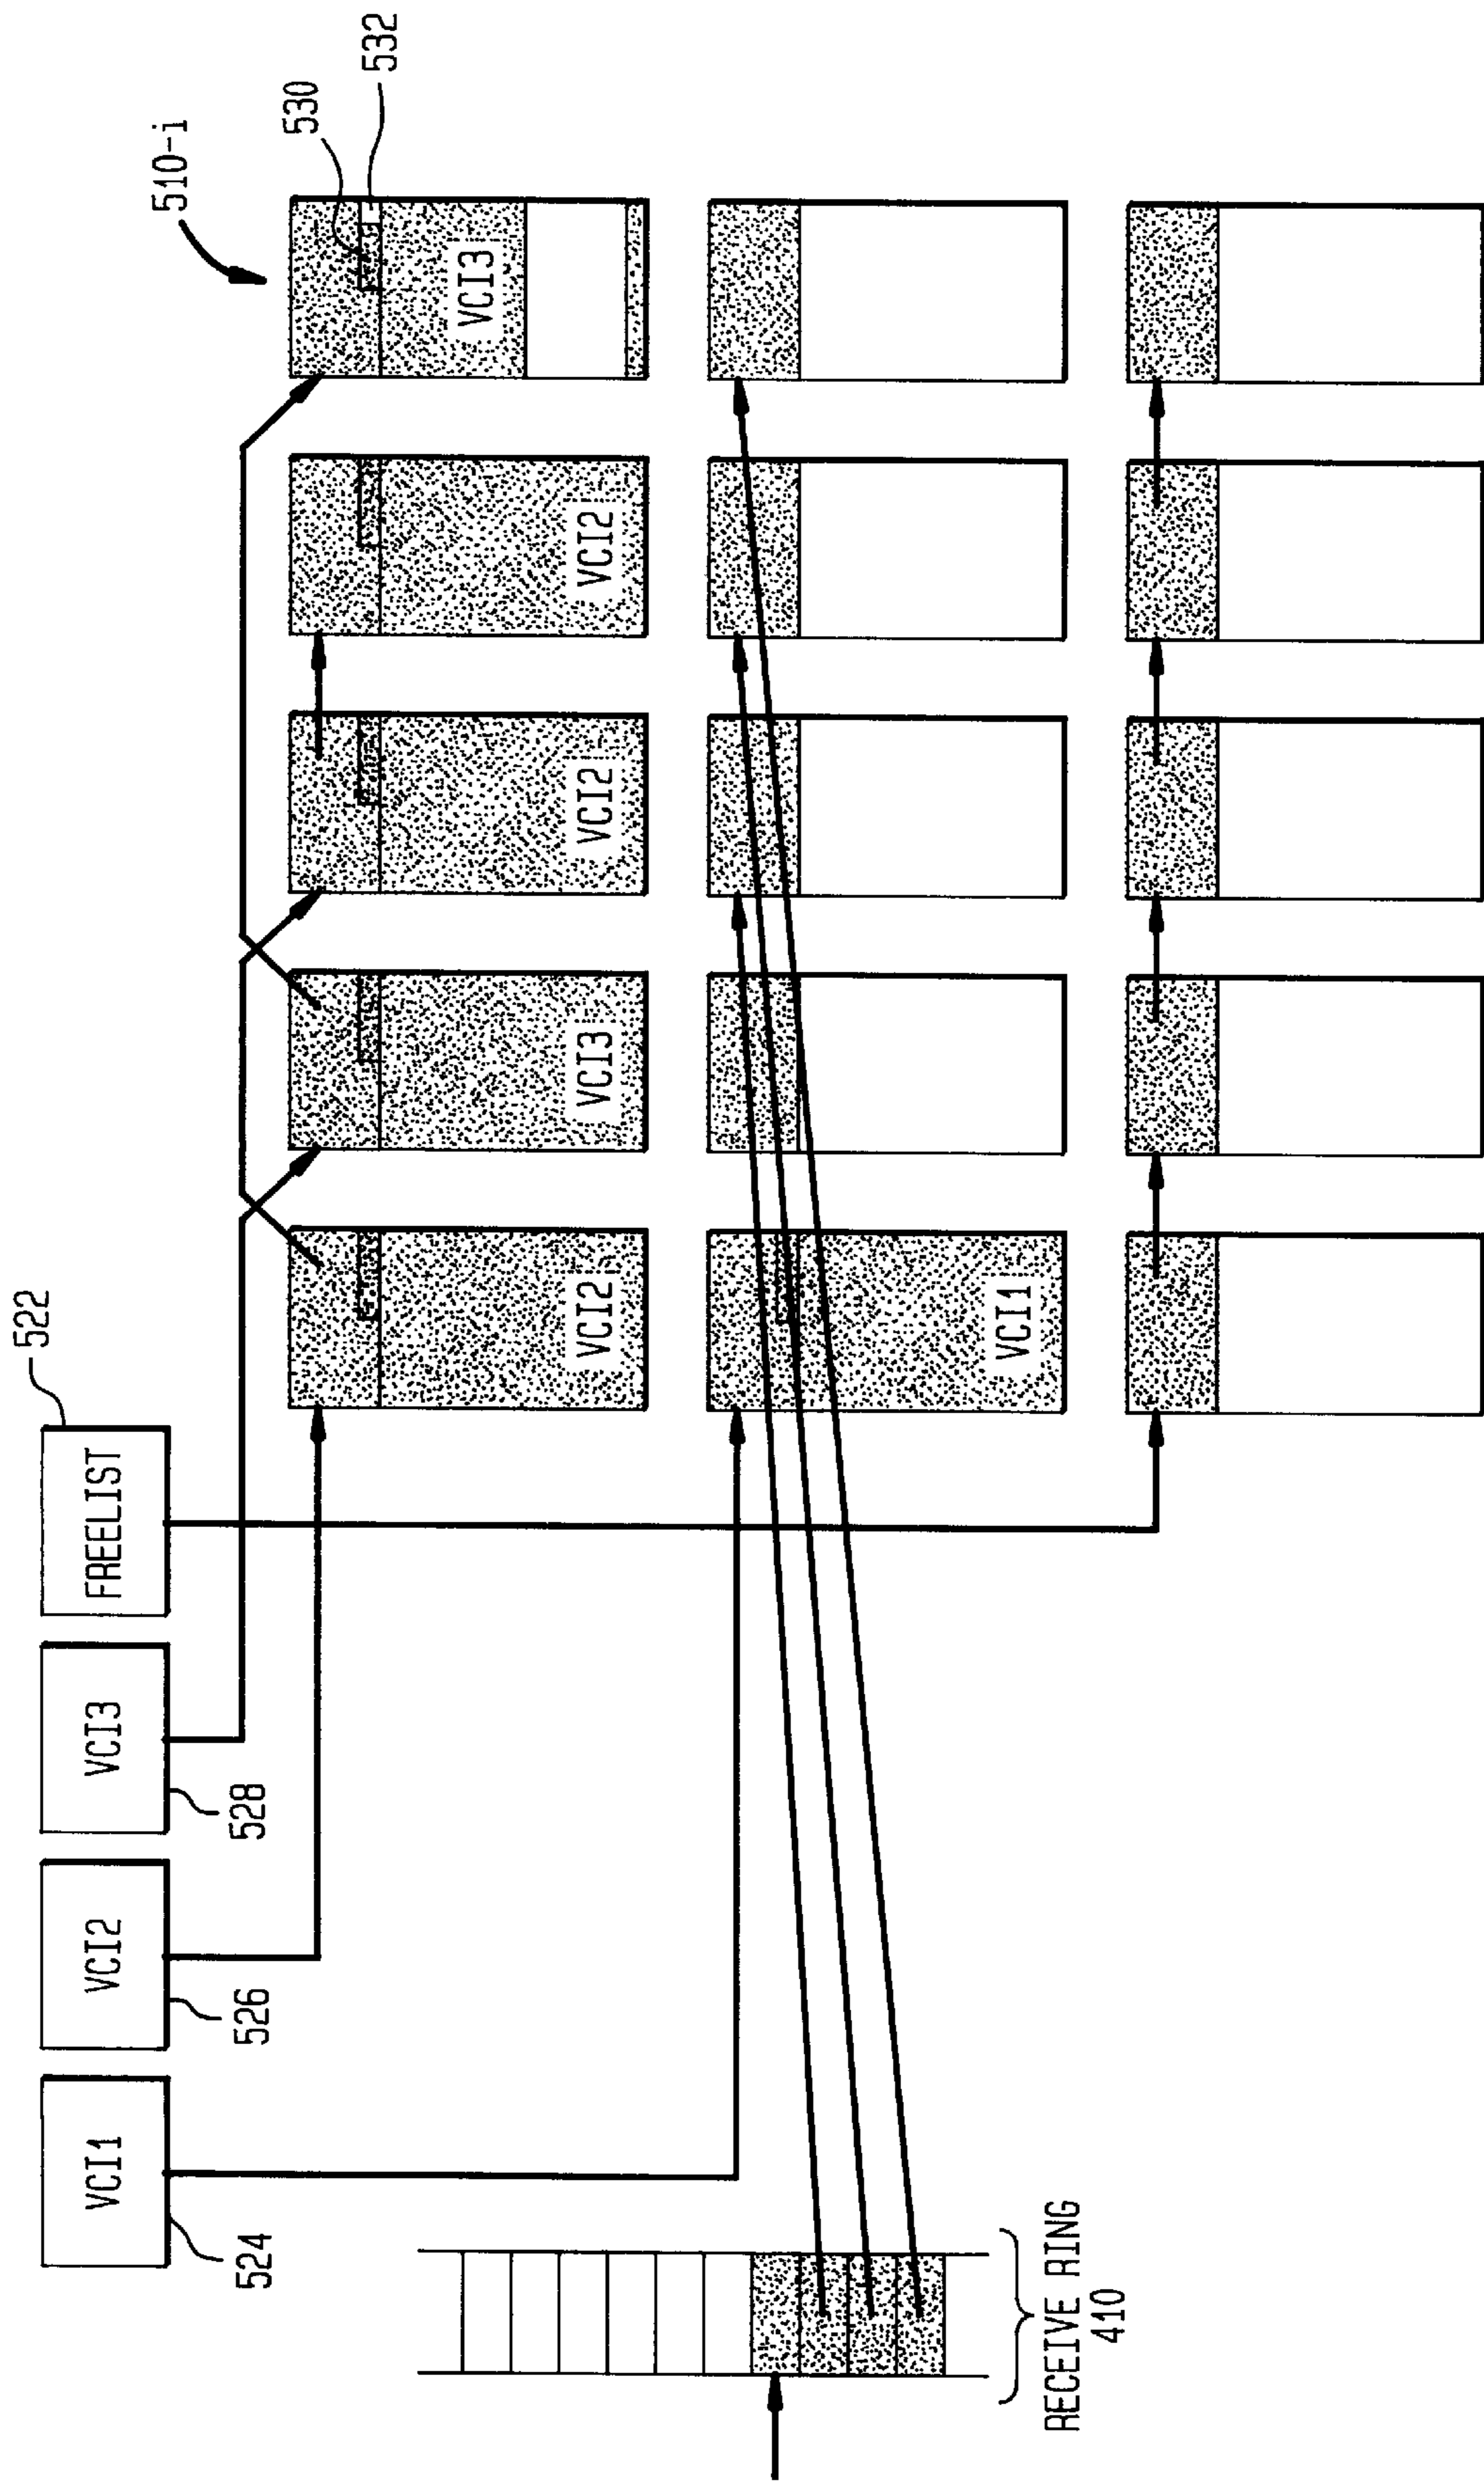 VCI1
524
VCI2
526
VCI3
528
FREELIST
522
510-i
530
532
VCI2
VCI3
VCI2
VCI2
VCI3
VCI1
RECEIVE RING
410